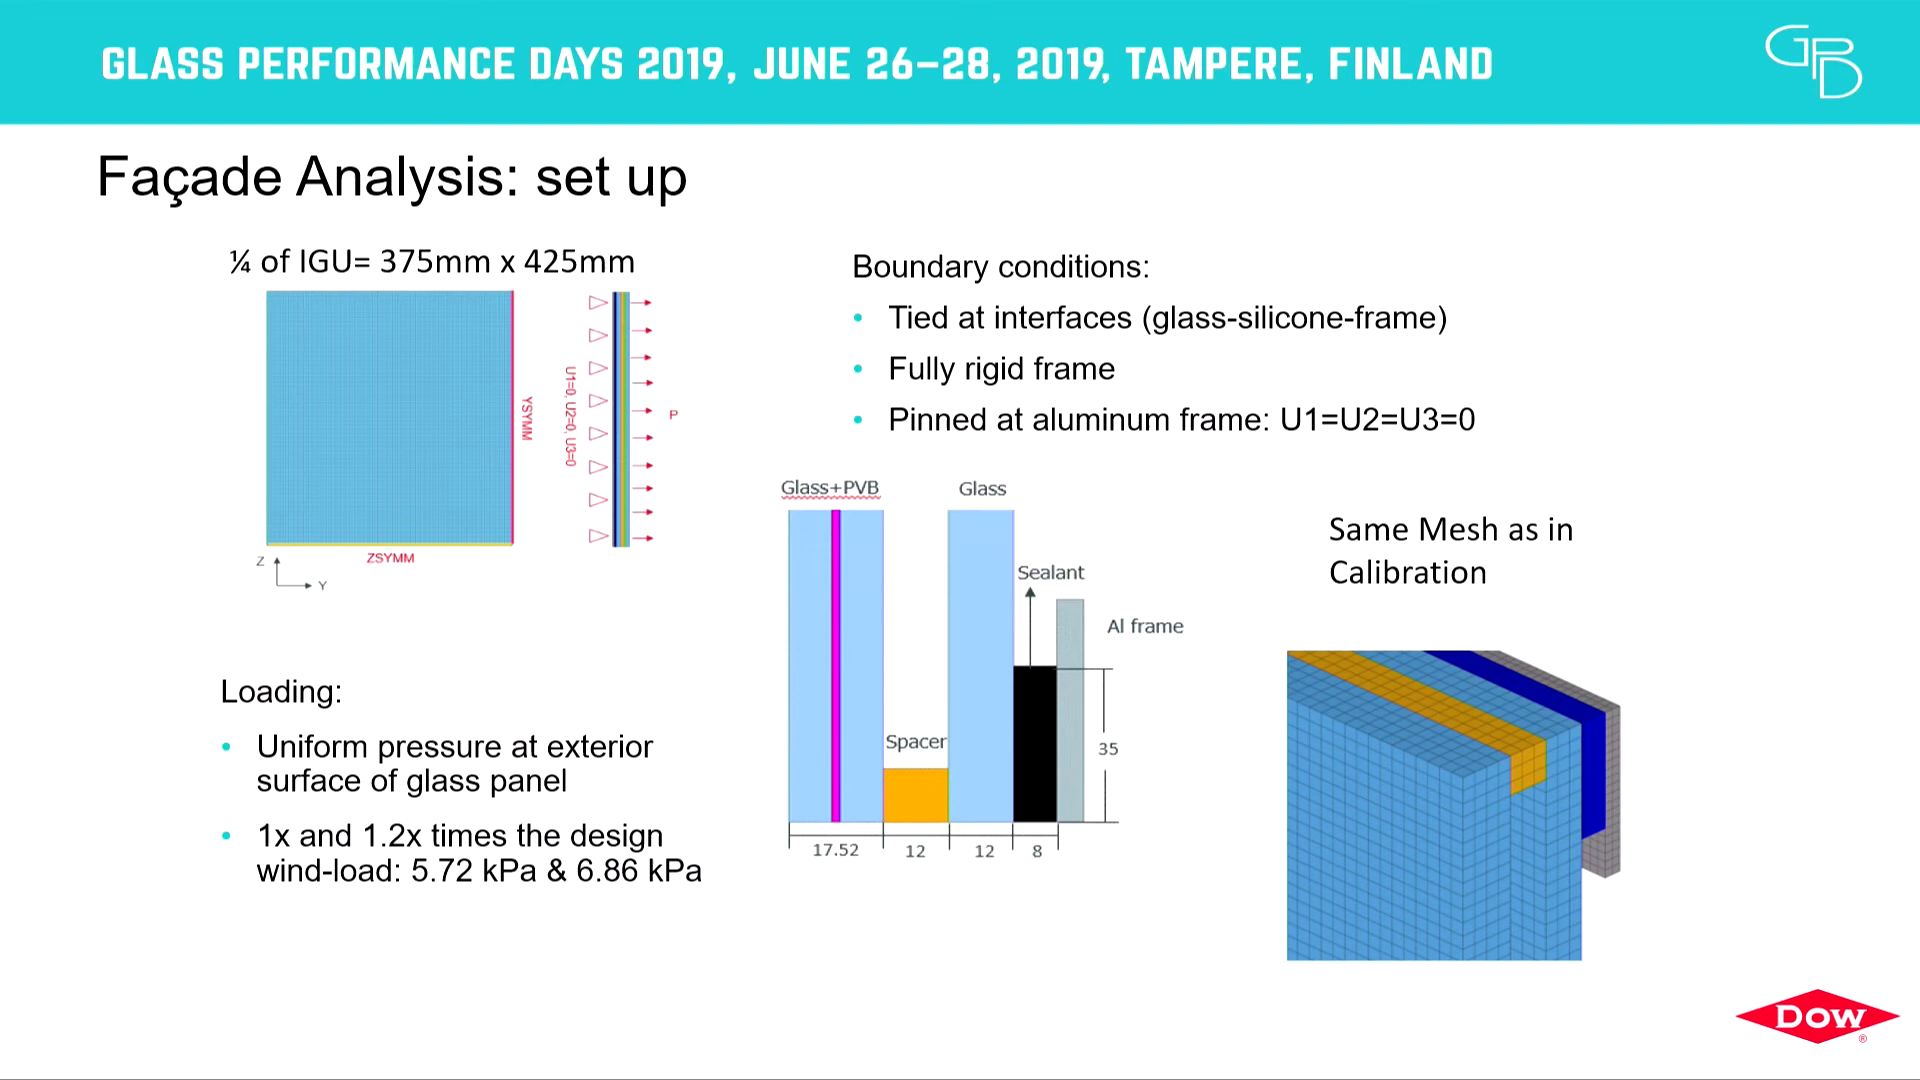 GLASS PERFORMANCE DAYS 2019, JUNE 26–28, 2019, TAMPERE, FINLAND
GPD
Façade Analysis: set up
¼ of IGU= 375mm x 425mm
YSYMM
ZSYMM
Z
Y
U1=0, U2=0, U3=0
P
Loading:
• Uniform pressure at exterior
surface of glass panel
• 1x and 1.2x times the design
wind-load: 5.72 kPa & 6.86 kPa
Boundary conditions:
• Tied at interfaces (glass-silicone-frame)
• Fully rigid frame
• Pinned at aluminum frame: U1=U2=U3=0
Glass+PVB
Glass
Sealant
Al frame
Spacer
35
17.52
12
12
8
Same Mesh as in
Calibration
DOW
®